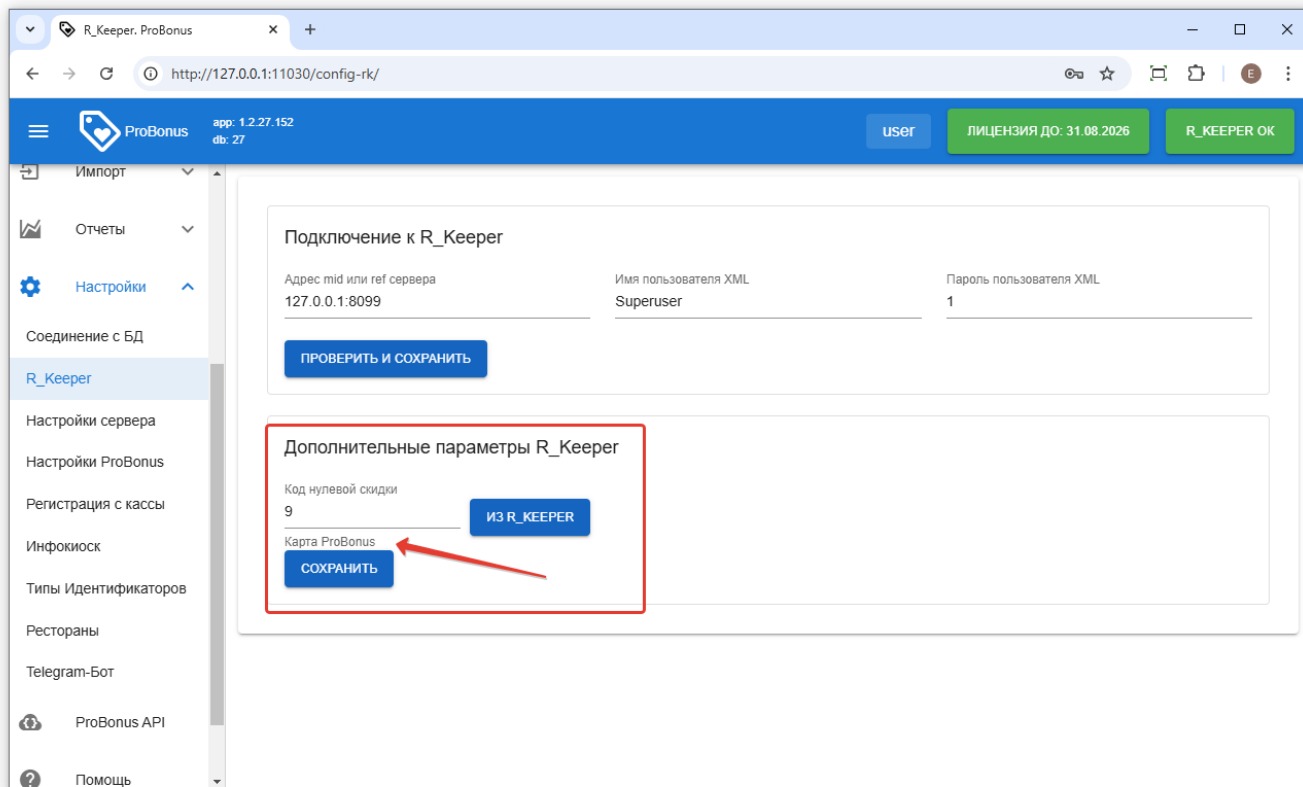 R_Keeper. ProBonus
http://127.0.0.1:11030/config-rk/
E
ProBonus
app: 1.2.27.152
db: 27
user
ЛИЦЕНЗИЯ ДО: 31.08.2026
R_KEEPER OK
Импорт
Отчеты
Настройки
Соединение с БД
R_Keeper
Настройки сервера
Настройки ProBonus
Регистрация с кассы
Инфокиоск
Типы Идентификаторов
Рестораны
Telegram-Бот
ProBonus API
Помощь
Подключение к R_Keeper
Адрес mid или ref сервера
127.0.0.1:8099
Имя пользователя XML
Superuser
Пароль пользователя XML
1
ПРОВЕРИТЬ И СОХРАНИТЬ
Дополнительные параметры R_Keeper
Код нулевой скидки
9
ИЗ R_KEEPER
Карта ProBonus
СОХРАНИТЬ